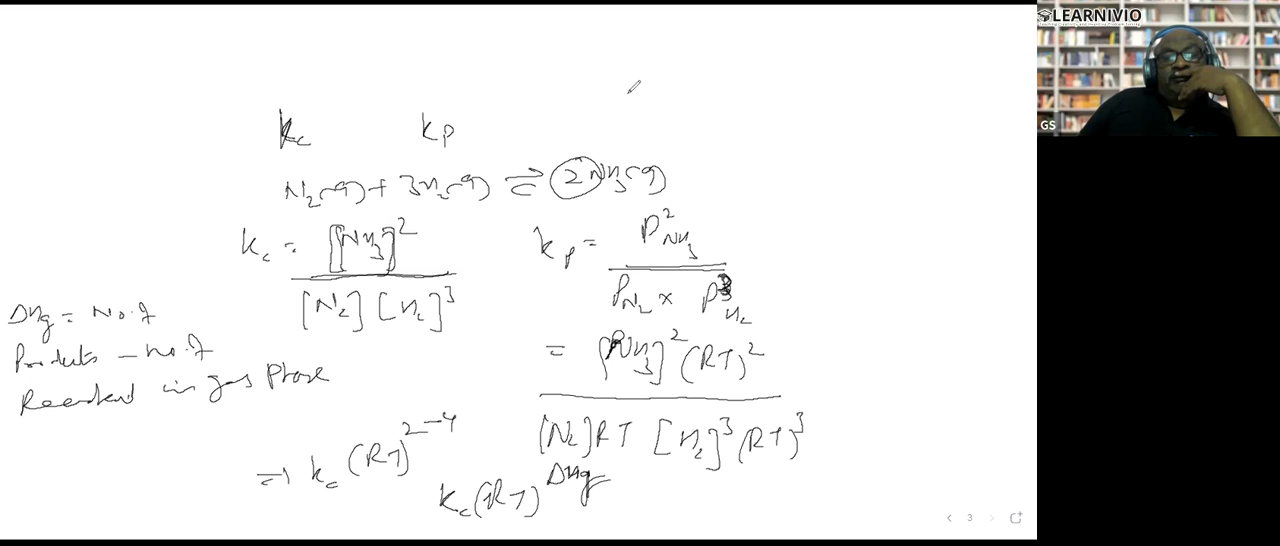 LEARNIVIO
GS
Kc Kp
N2(g) + 3H2(g) ⇌ 2NH3(g)
Kc = [NH3]^2 / [N2] [H2]^3
Kp = P^2 NH3 / P N2 × P^3 H2
= [NH3]^2 (RT)^2 / [N2]RT [H2]^3 (RT)^3
Δng = No. of
Products – no. of
Reactant in gas Phase
⇒ Kc (RT)^2-4
Kc (RT)^Δng
< 3 >